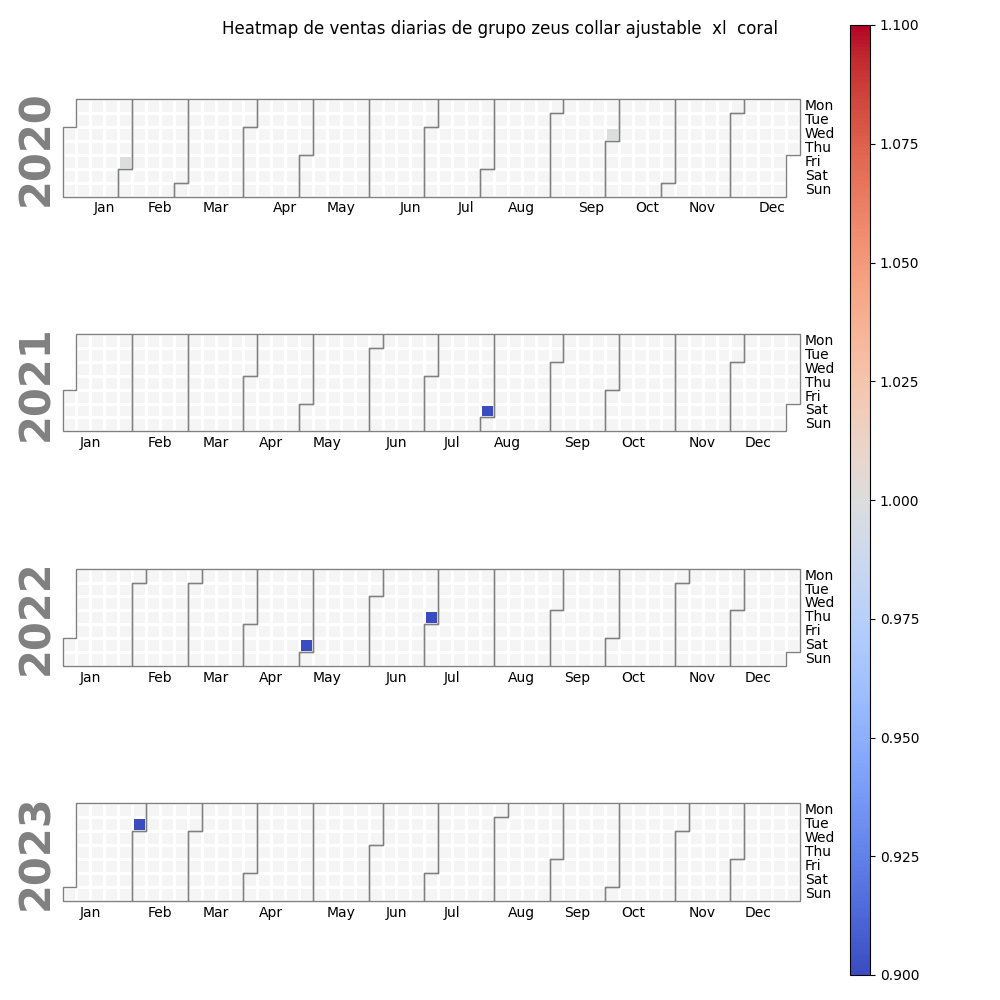 Heatmap de ventas diarias de grupo zeus collar ajustable  xl  coral
2020
Mon
Tue
Wed
Thu
Fri
Sat
Sun
Jan Feb Mar Apr May Jun Jul Aug Sep Oct Nov Dec
2021
Mon
Tue
Wed
Thu
Fri
Sat
Sun
Jan Feb Mar Apr May Jun Jul Aug Sep Oct Nov Dec
2022
Mon
Tue
Wed
Thu
Fri
Sat
Sun
Jan Feb Mar Apr May Jun Jul Aug Sep Oct Nov Dec
2023
Mon
Tue
Wed
Thu
Fri
Sat
Sun
Jan Feb Mar Apr May Jun Jul Aug Sep Oct Nov Dec
1.100
1.075
1.050
1.025
1.000
0.975
0.950
0.925
0.900